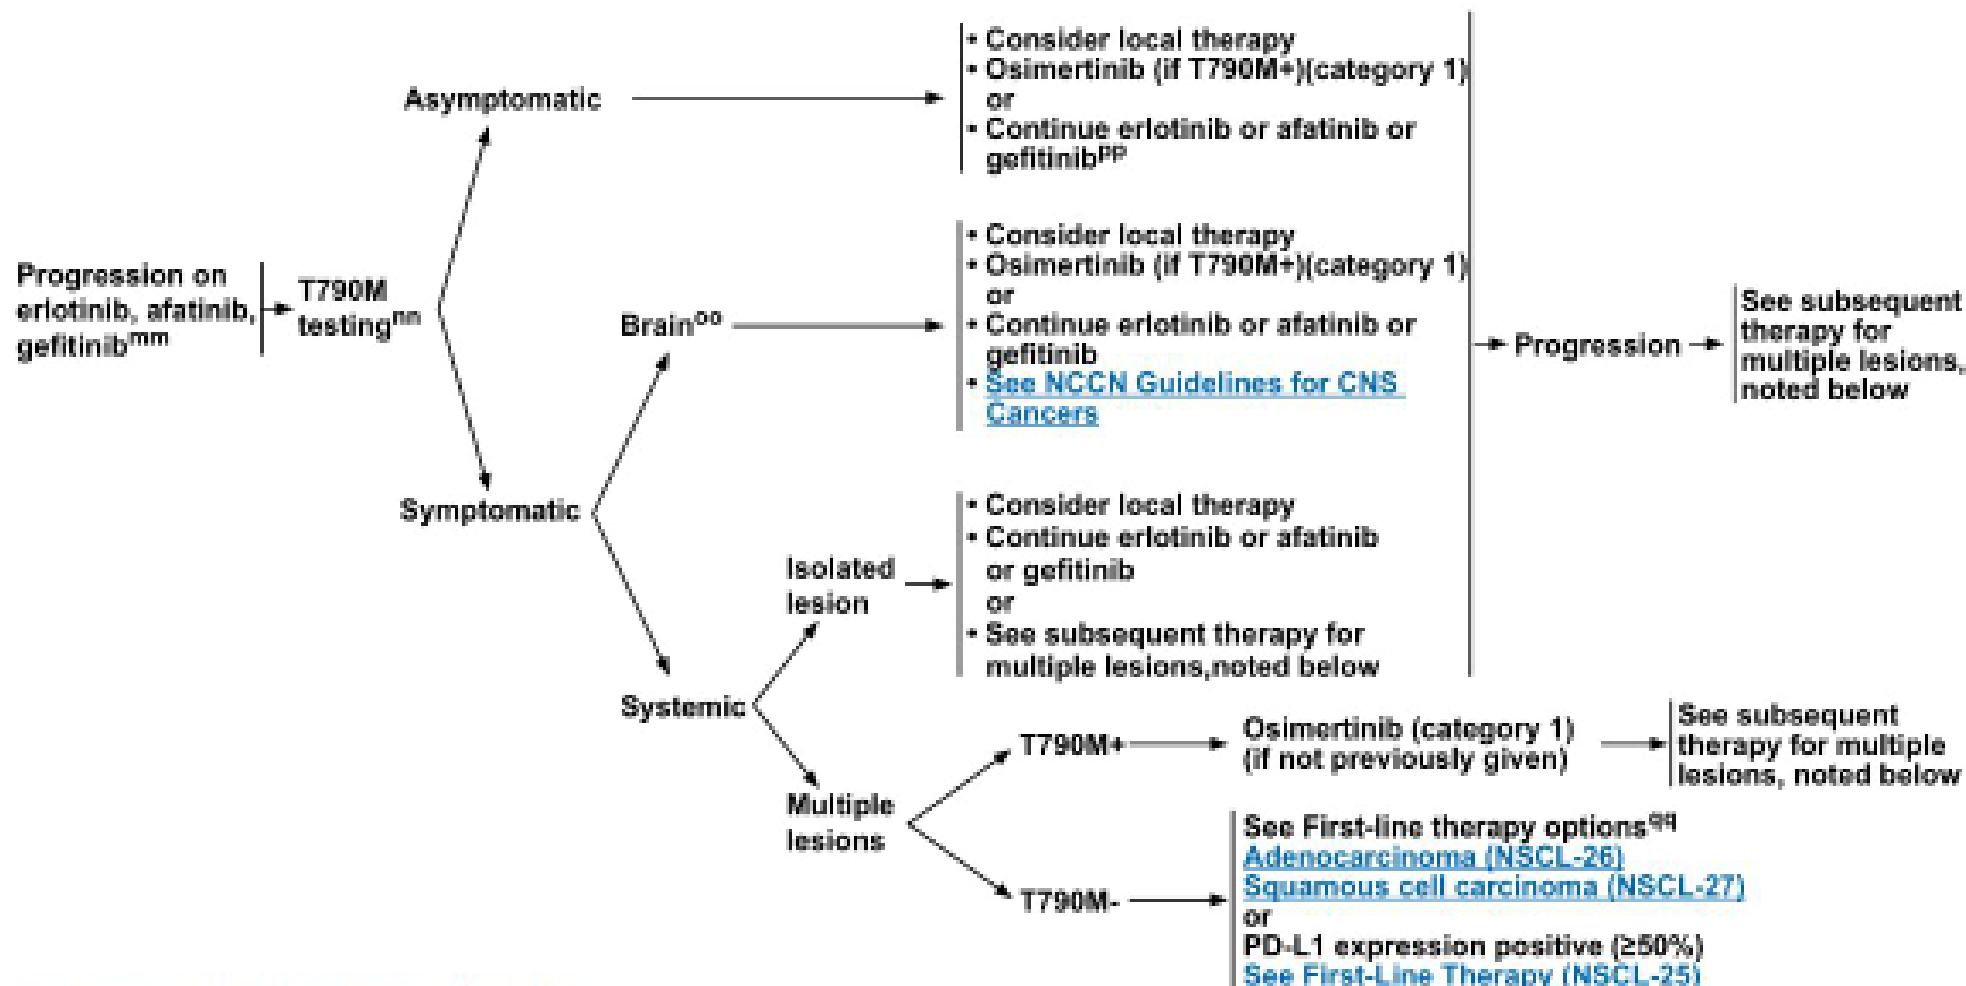 Progression on
erlotinib, afatinib,
gefitinibmm
T790M
testingnn
Asymptomatic
• Consider local therapy
• Osimertinib (if T790M+)(category 1)
or
• Continue erlotinib or afatinib or
gefitinibpp
Symptomatic
Brainoo
• Consider local therapy
• Osimertinib (if T790M+)(category 1)
or
• Continue erlotinib or afatinib or
gefitinib
• See NCCN Guidelines for CNS
Cancers
Systemic
Isolated
lesion
• Consider local therapy
• Continue erlotinib or afatinib
or gefitinib
or
• See subsequent therapy for
multiple lesions,noted below
Progression
See subsequent
therapy for
multiple lesions,
noted below
Multiple
lesions
T790M+
Osimertinib (category 1)
(if not previously given)
See subsequent
therapy for multiple
lesions, noted below
T790M-
See First-line therapy optionsqq
Adenocarcinoma (NSCL-26)
Squamous cell carcinoma (NSCL-27)
or
PD-L1 expression positive (≥50%)
See First-Line Therapy (NSCL-25)